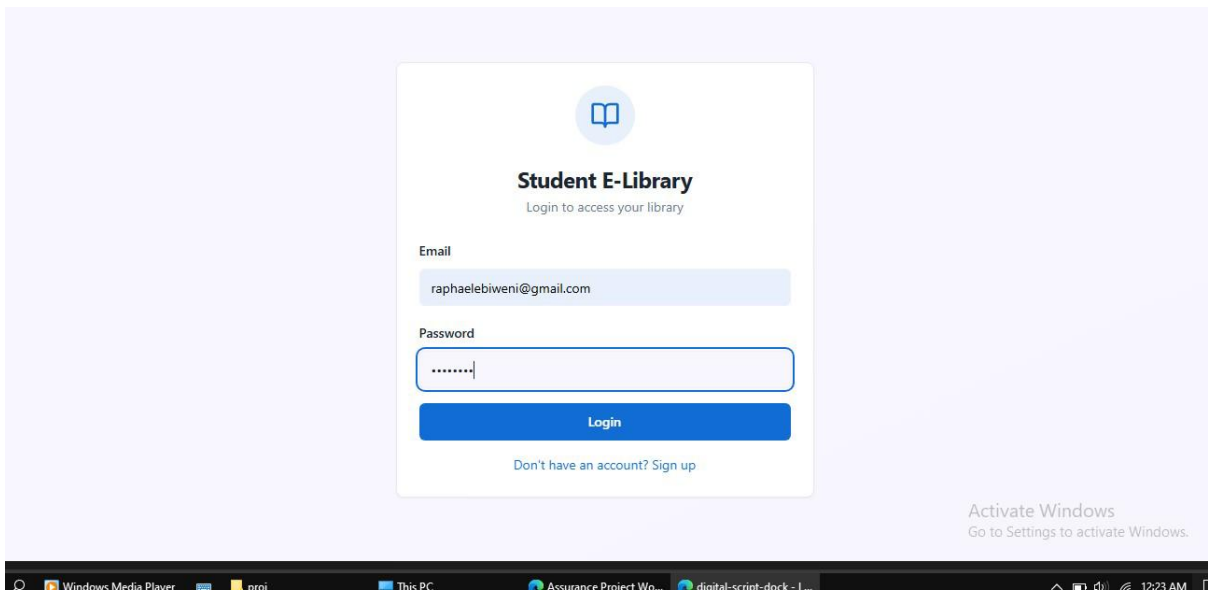 Student E-Library
Login to access your library
Email
raphaelebiweni@gmail.com
Password
••••••••
Login
Don't have an account? Sign up
Activate Windows
Go to Settings to activate Windows.
Windows Media Player proj This PC Assurance Project Wo... digital-script-dock - L... 12:23 AM